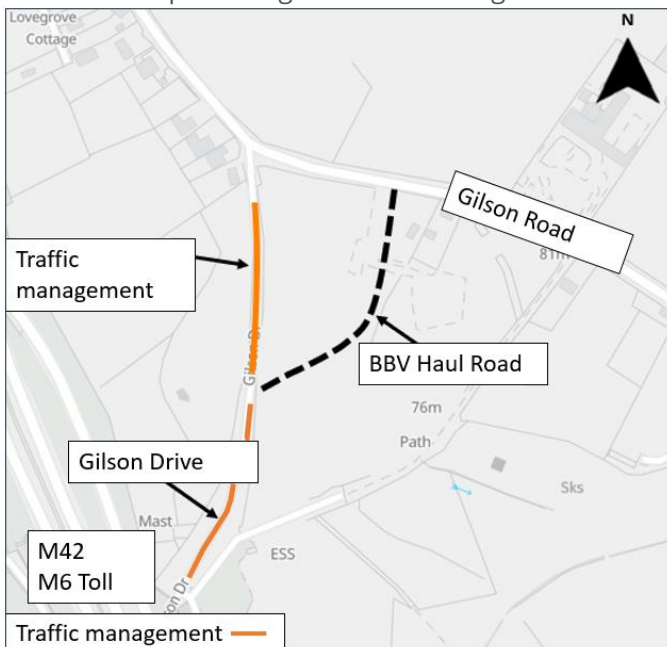 Lovegrove
Cottage
N
Gilson Road
81m
Traffic
management
Gilson Dr
BBV Haul Road
76m
Path
Gilson Drive
Sks
Mast
M42
M6 Toll
ESS
on Dr
Traffic management